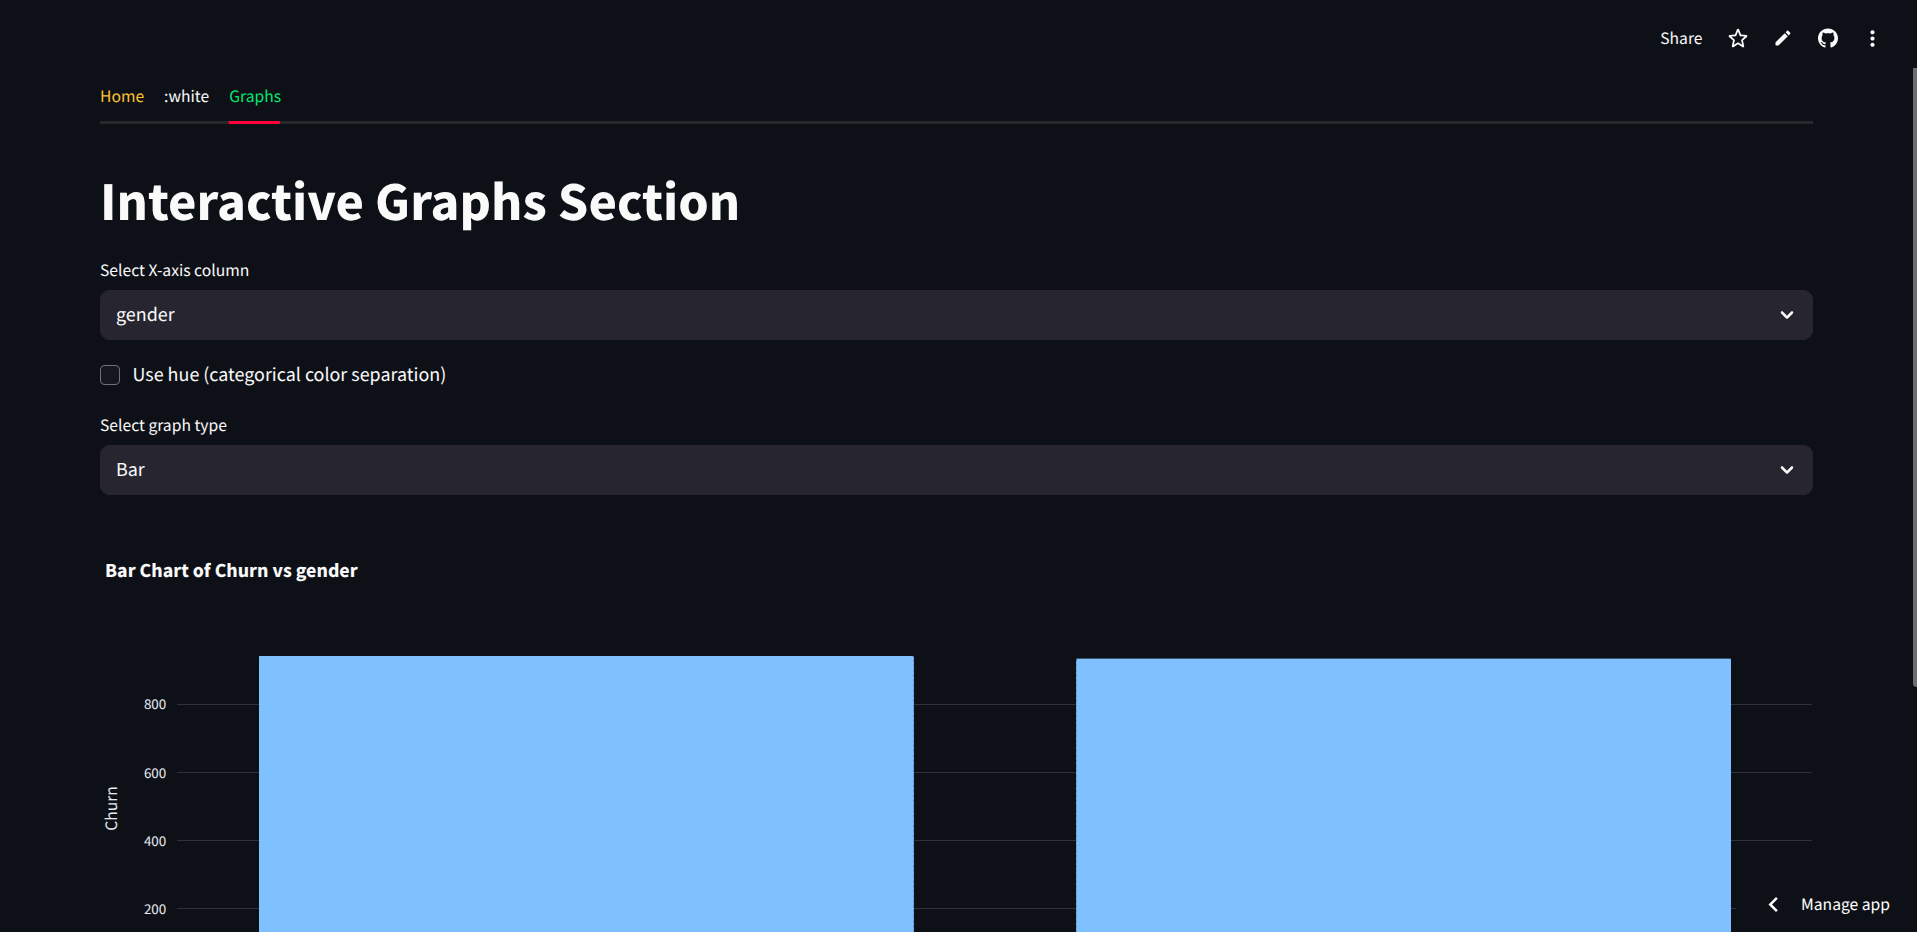 Share
Home :white Graphs
Interactive Graphs Section
Select X-axis column
gender
Use hue (categorical color separation)
Select graph type
Bar
Bar Chart of Churn vs gender
800
600
Churn
400
200
Manage app